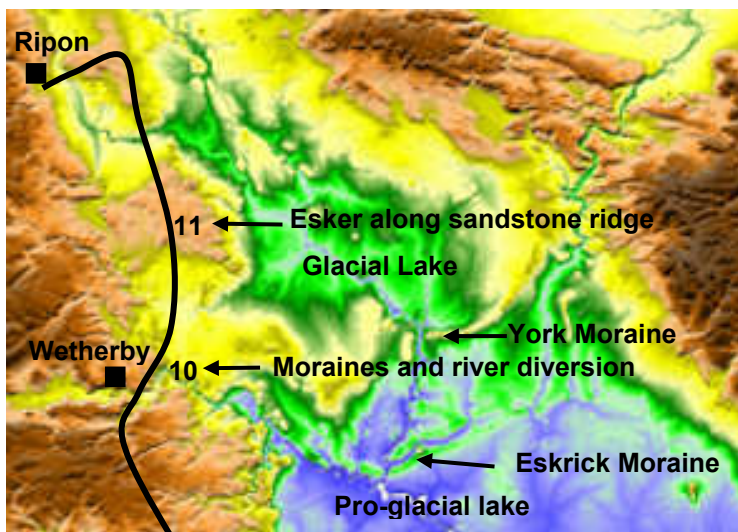 Ripon
11
Esker along sandstone ridge
Glacial Lake
York Moraine
Wetherby
10
Moraines and river diversion
Eskrick Moraine
Pro-glacial lake